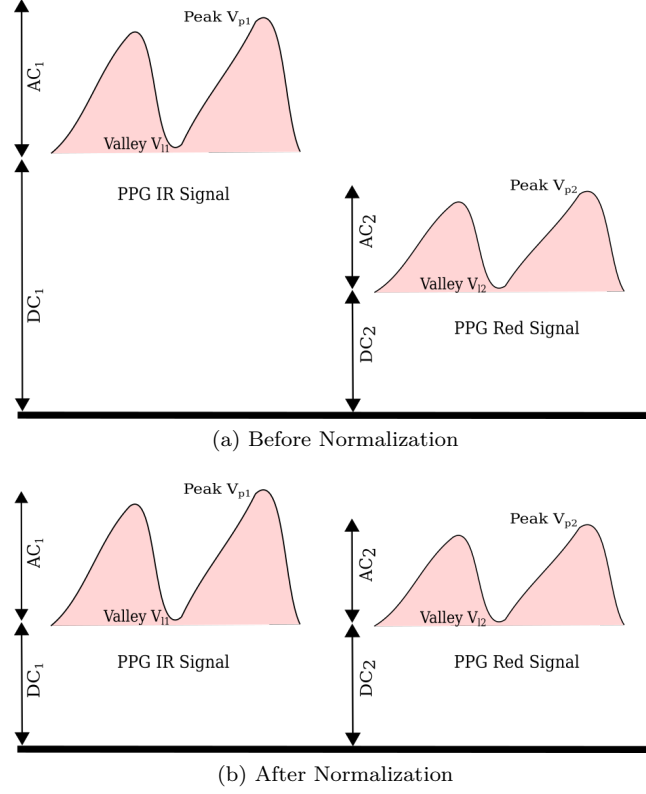 Peak Vp1
AC1
Valley Vl1
PPG IR Signal
DC1
Peak Vp2
AC2
Valley Vl2
PPG Red Signal
DC2
(a) Before Normalization
Peak Vp1
AC1
Valley Vl1
PPG IR Signal
DC1
Peak Vp2
AC2
Valley Vl2
PPG Red Signal
DC2
(b) After Normalization